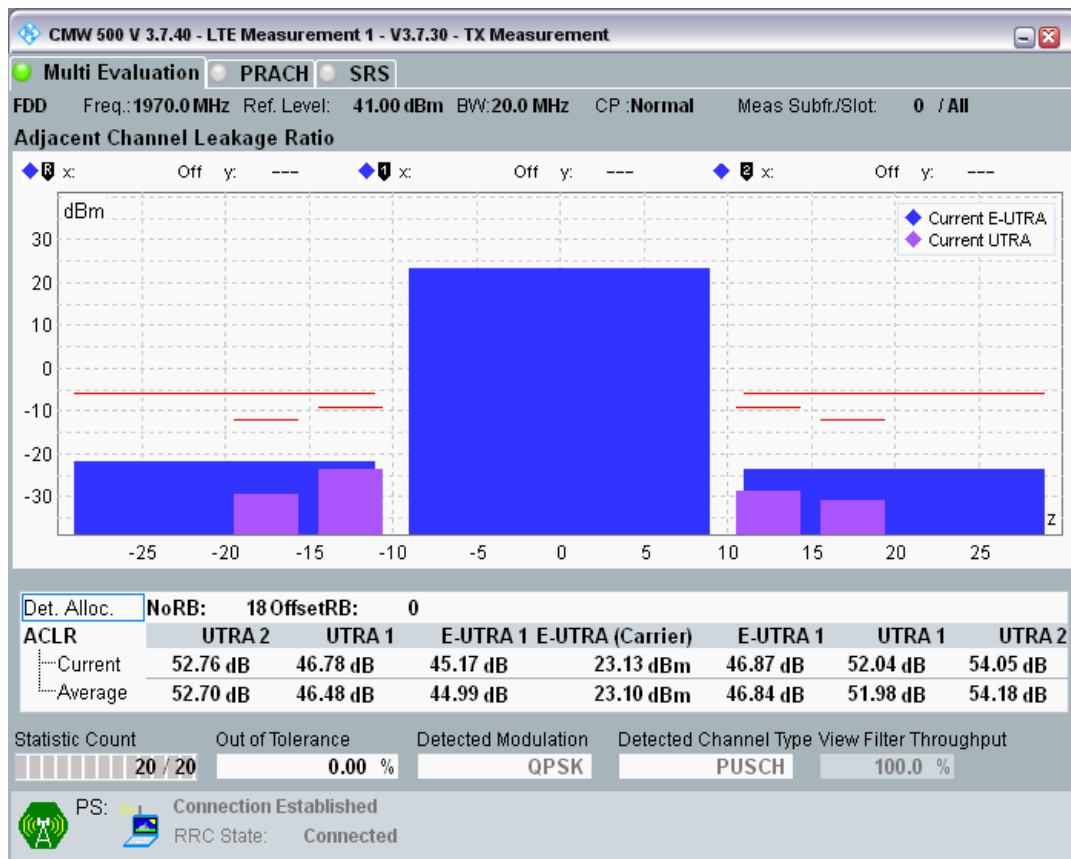 CMW 500 V 3.7.40 - LTE Measurement 1 - V3.7.30 - TX Measurement
Multi Evaluation PRACH SRS
FDD Freq.: 1970.0 MHz Ref. Level: 41.00 dBm BW: 20.0 MHz CP : Normal Meas Subfr./Slot: 0 / All
Adjacent Channel Leakage Ratio
R x: Off y: --- 1 x: Off y: --- 2 x: Off y: ---
dBm
Current E-UTRA
Current UTRA
30
20
10
0
-10
-20
-30
z
-25 -20 -15 -10 -5 0 5 10 15 20 25
Det. Alloc. NoRB: 18 OffsetRB: 0
ACLR UTRA 2 UTRA 1 E-UTRA 1 E-UTRA (Carrier) E-UTRA 1 UTRA 1 UTRA 2
Current 52.76 dB 46.78 dB 45.17 dB 23.13 dBm 46.87 dB 52.04 dB 54.05 dB
Average 52.70 dB 46.48 dB 44.99 dB 23.10 dBm 46.84 dB 51.98 dB 54.18 dB
Statistic Count Out of Tolerance Detected Modulation Detected Channel Type View Filter Throughput
20 / 20 0.00 % QPSK PUSCH 100.0 %
PS: Connection Established
RRC State: Connected